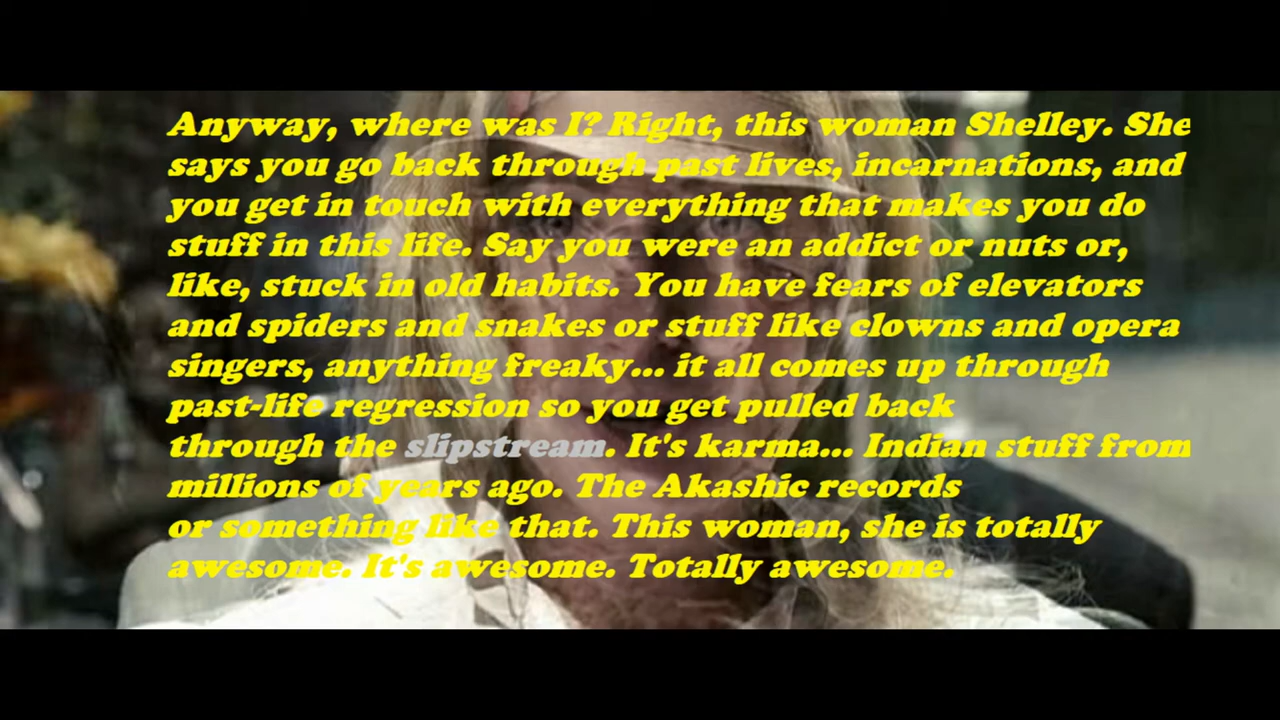 Anyway, where was I? Right, this woman Shelley. She
says you go back through past lives, incarnations, and
you get in touch with everything that makes you do
stuff in this life. Say you were an addict or nuts or,
like, stuck in old habits. You have fears of elevators
and spiders and snakes or stuff like clowns and opera
singers, anything freaky... it all comes up through
past-life regression so you get pulled back
through the slipstream. It's karma... Indian stuff from
millions of years ago. The Akashic records
or something like that. This woman, she is totally
awesome. It's awesome. Totally awesome.